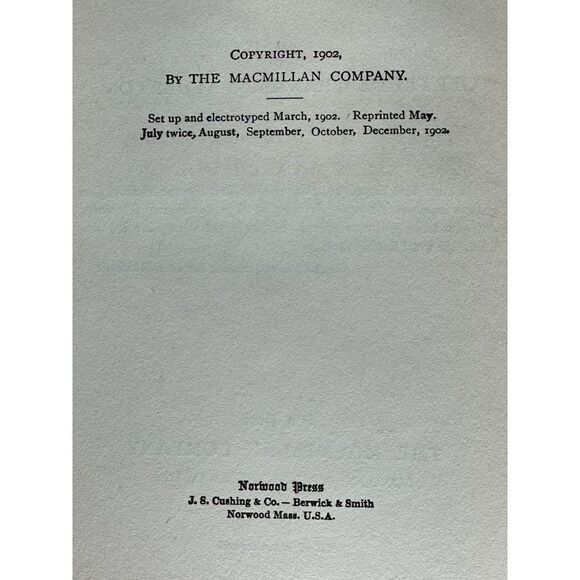 COPYRIGHT, 1902,
BY THE MACMILLAN COMPANY.
Set up and electrotyped March, 1902. Reprinted May,
July twice, August, September, October, December, 1902.
Norwood Press
J. S. Cushing & Co. — Berwick & Smith
Norwood Mass. U.S.A.